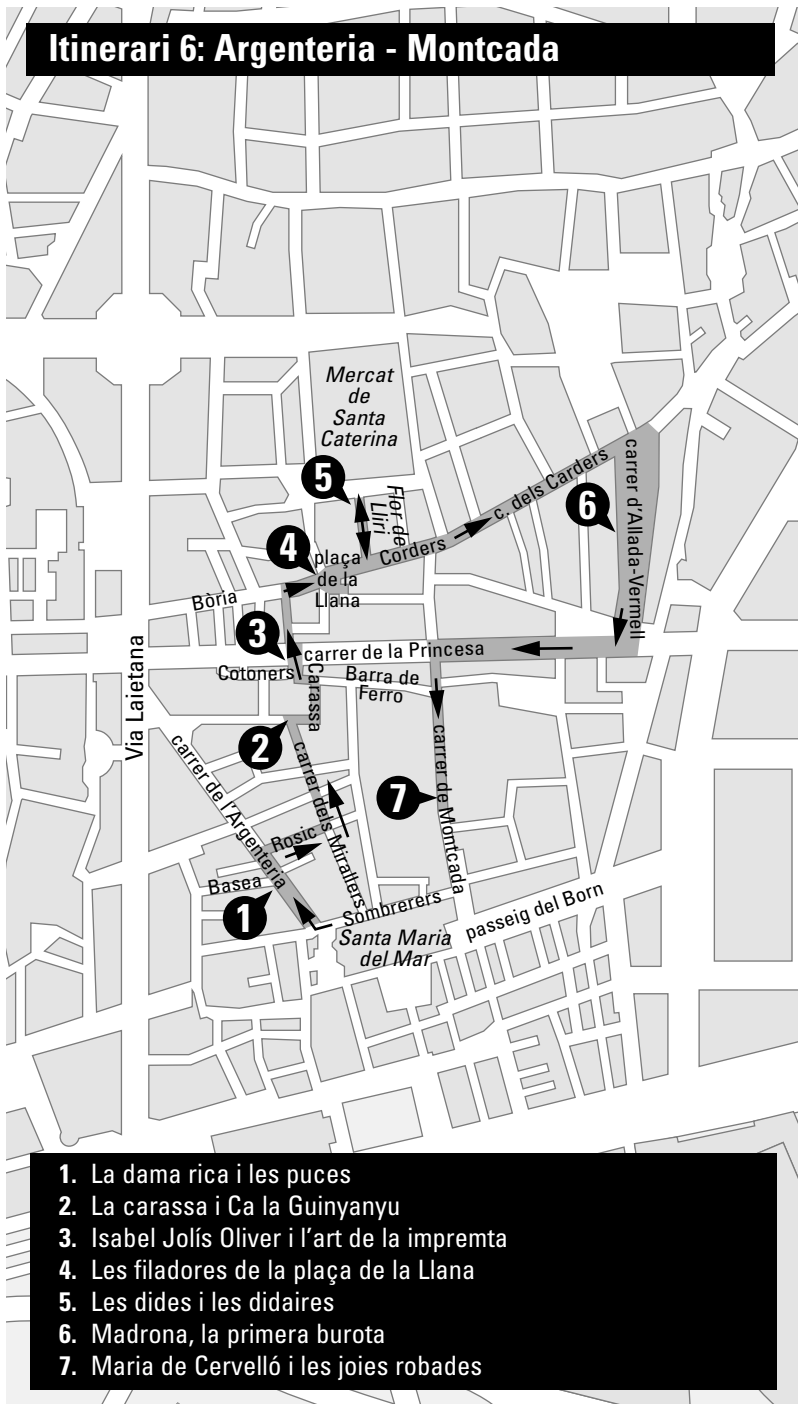 Itinerari 6: Argenteria - Montcada
Mercat
de
Santa
Caterina
5
Flor de
Lliri
c. dels Carders
carrer d'Allada-Vermell
6
4
plaça
de la
Llana
Corders
Bòria
3
carrer de la Princesa
Cotoners
Carassa
Barra de
Ferro
Via Laietana
2
carrer de l'Argenteria
carrer dels Mirallers
7
carrer de Montcada
Rosic
Basea
1
Sombrerers
passeig del Born
Santa Maria
del Mar
1. La dama rica i les puces
2. La carassa i Ca la Guinyanyu
3. Isabel Jolís Oliver i l’art de la impremta
4. Les filadores de la plaça de la Llana
5. Les dides i les didaires
6. Madrona, la primera burota
7. Maria de Cervelló i les joies robades